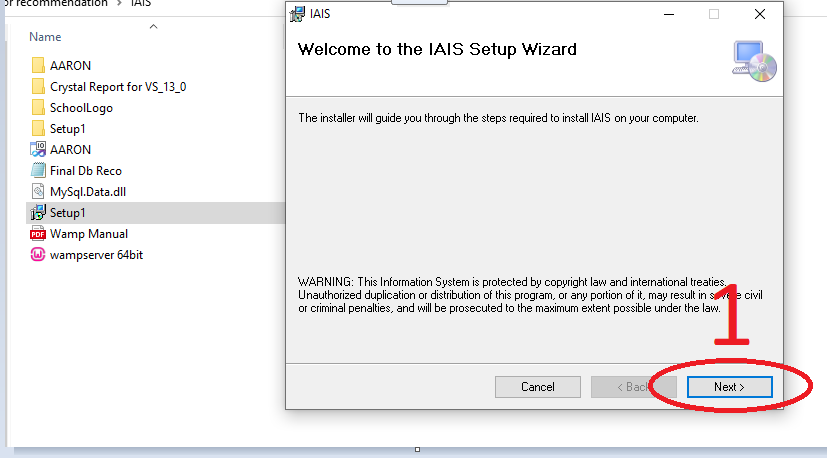 or recommendation > IAIS
Name
AARON
Crystal Report for VS_13_0
SchoolLogo
Setup1
AARON
Final Db Reco
MySql.Data.dll
Setup1
Wamp Manual
wampserver 64bit
IAIS
Welcome to the IAIS Setup Wizard
The installer will guide you through the steps required to install IAIS on your computer.
WARNING: This Information System is protected by copyright law and international treaties.
Unauthorized duplication or distribution of this program, or any portion of it, may result in severe civil
or criminal penalties, and will be prosecuted to the maximum extent possible under the law.
1
Cancel
< Back
Next >